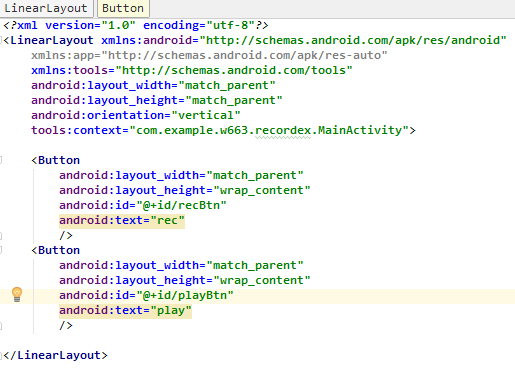 LinearLayout Button
<?xml version="1.0" encoding="utf-8"?>
<LinearLayout xmlns:android="http://schemas.android.com/apk/res/android"
    xmlns:app="http://schemas.android.com/apk/res-auto"
    xmlns:tools="http://schemas.android.com/tools"
    android:layout_width="match_parent"
    android:layout_height="match_parent"
    android:orientation="vertical"
    tools:context="com.example.w663.recordex.MainActivity">
    <Button
        android:layout_width="match_parent"
        android:layout_height="wrap_content"
        android:id="@+id/recBtn"
        android:text="rec"
        />
    <Button
        android:layout_width="match_parent"
        android:layout_height="wrap_content"
        android:id="@+id/playBtn"
        android:text="play"
        />
</LinearLayout>